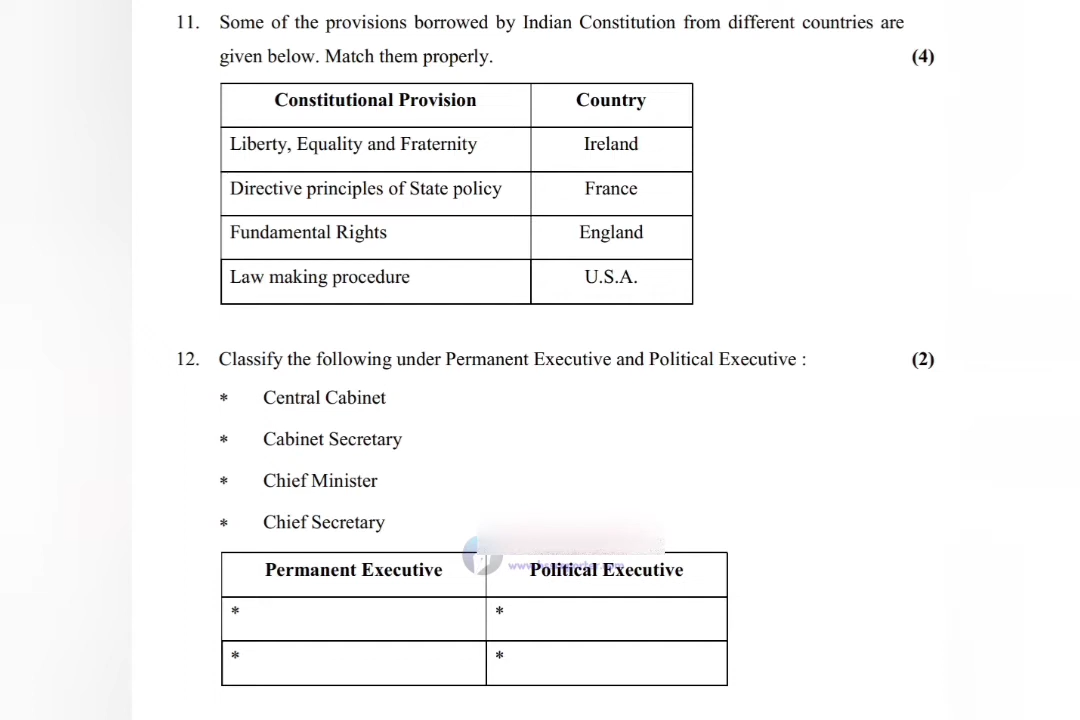 11. Some of the provisions borrowed by Indian Constitution from different countries are
given below. Match them properly. (4)
Constitutional Provision Country
Liberty, Equality and Fraternity Ireland
Directive principles of State policy France
Fundamental Rights England
Law making procedure U.S.A.
12. Classify the following under Permanent Executive and Political Executive : (2)
* Central Cabinet
* Cabinet Secretary
* Chief Minister
* Chief Secretary
Permanent Executive Political Executive
* *
* *